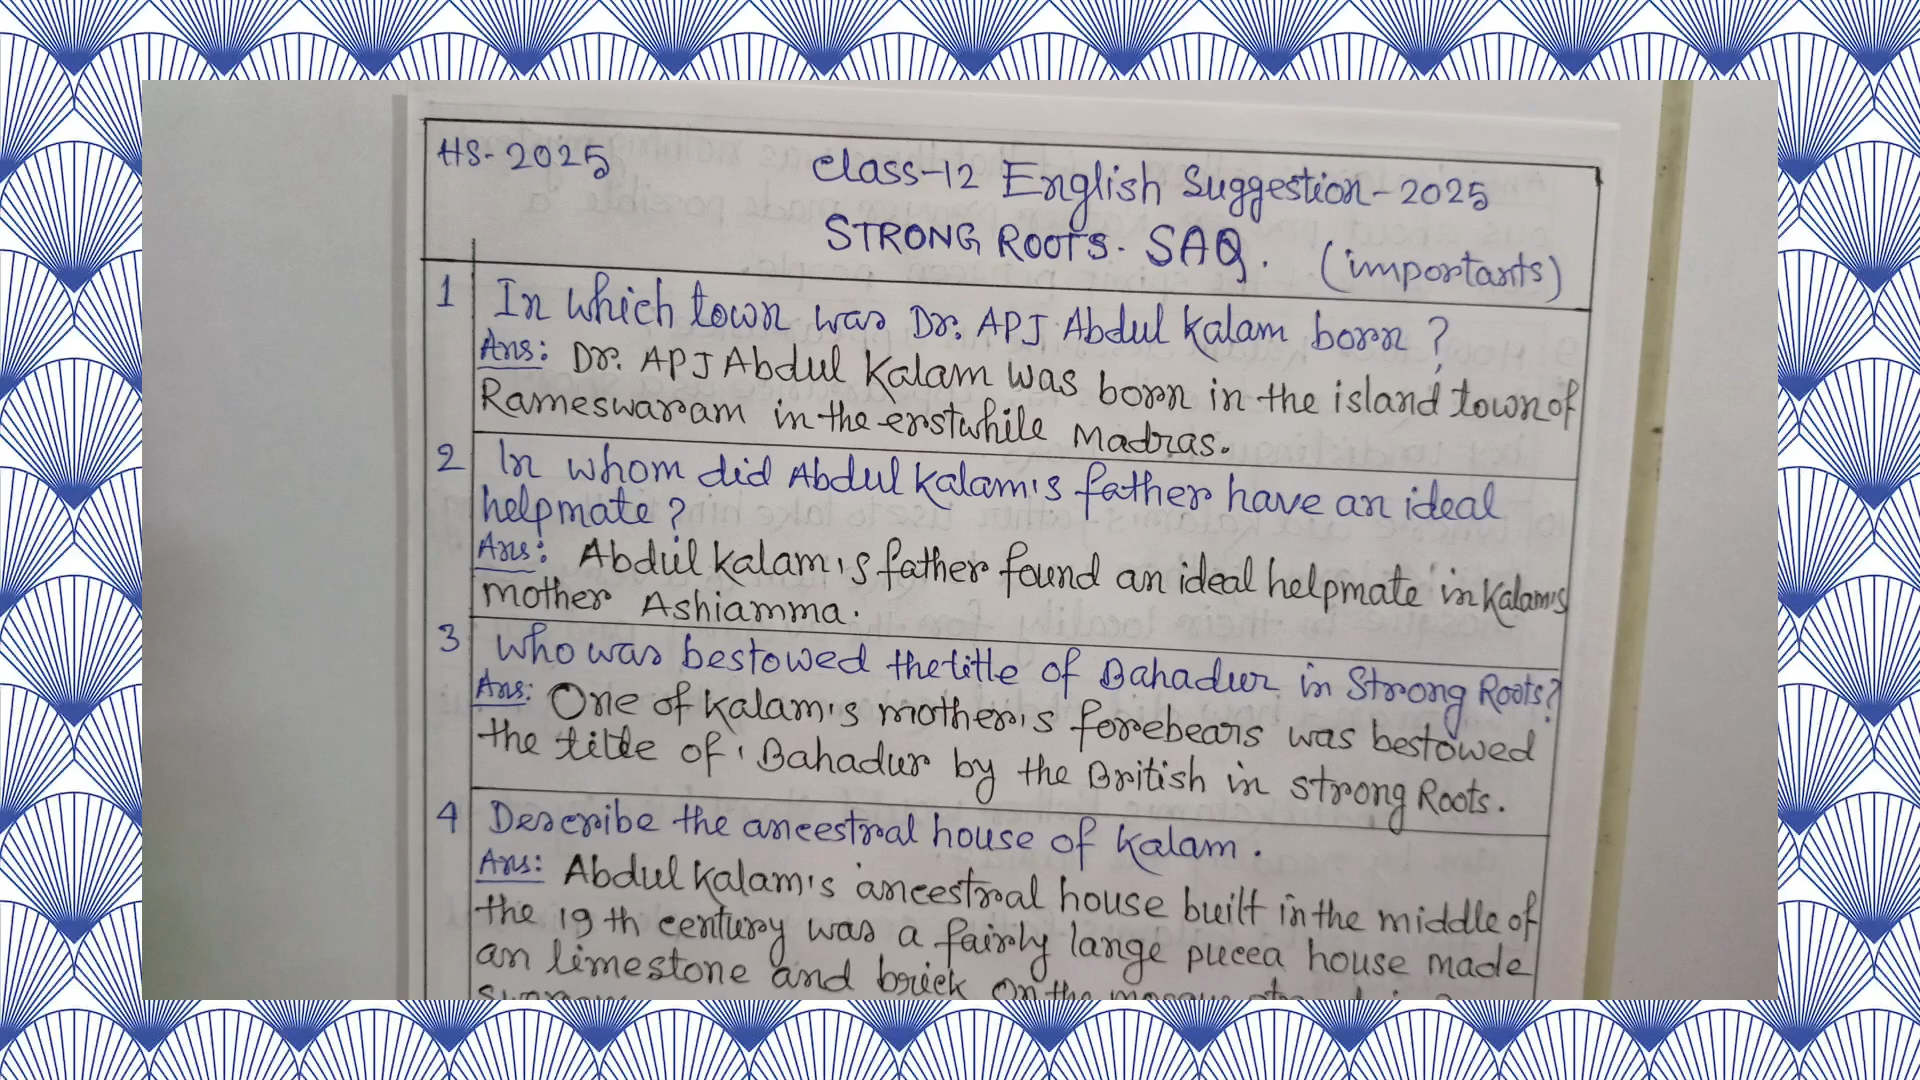 HS-2025
Class-12 English Suggestion-2025
STRONG ROOTS. SAQ. (importants)
1 In which town was Dr. APJ Abdul Kalam born?
Ans: Dr. APJ Abdul Kalam was born in the island town of
Rameswaram in the erstwhile Madras.
2 In whom did Abdul Kalam's father have an ideal
helpmate?
Ans: Abdul Kalam's father found an ideal helpmate in Kalam's
mother Ashiamma.
3 Who was bestowed the title of Bahadur in Strong Roots?
Ans: One of Kalam's mother's forebears was bestowed
the title of 'Bahadur by the British in Strong Roots.
4 Describe the ancestral house of Kalam.
Ans: Abdul Kalam's ancestral house built in the middle of
the 19th century was a fairly large pucca house made
an limestone and brick on the mosque